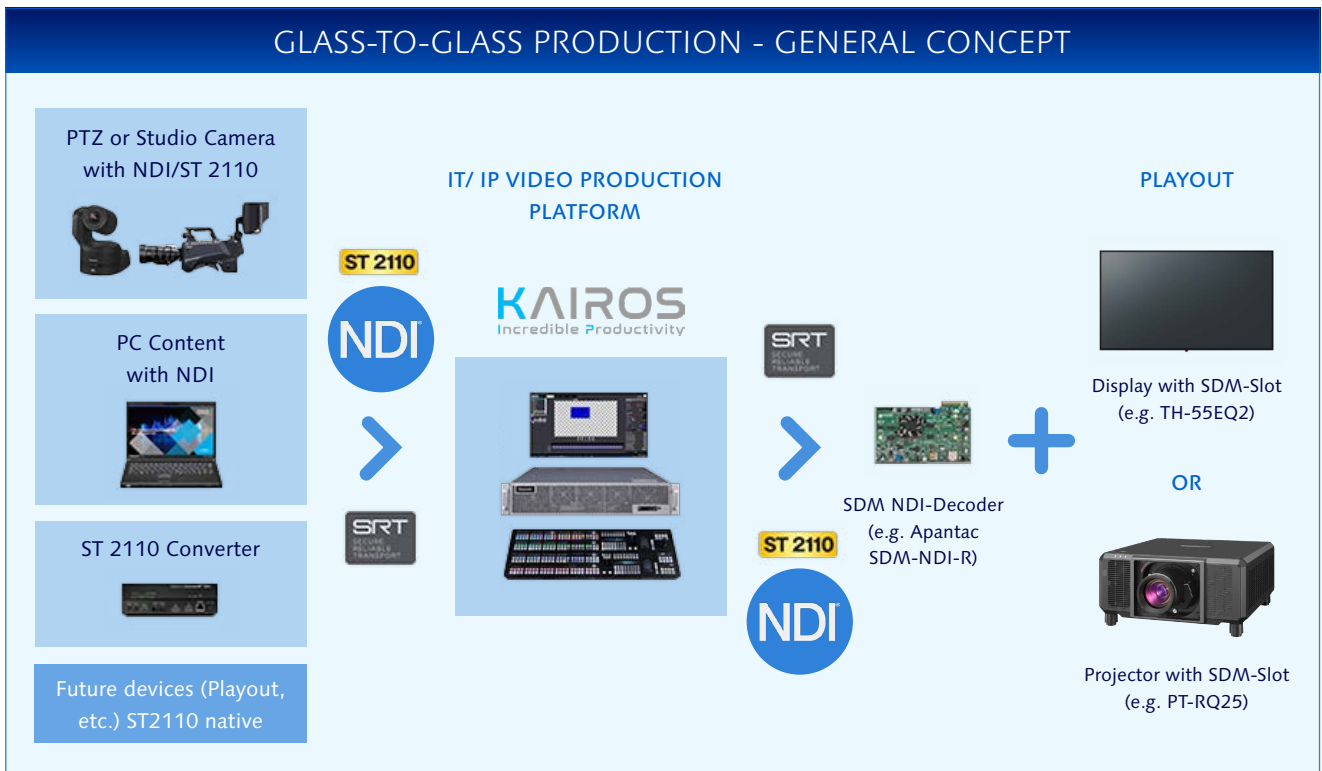 GLASS-TO-GLASS PRODUCTION - GENERAL CONCEPT
PTZ or Studio Camera
with NDI/ST 2110
PC Content
with NDI
ST 2110 Converter
Future devices (Playout,
etc.) ST2110 native
ST 2110
NDI
SRT
SECURE
RELIABLE
TRANSPORT
IT/ IP VIDEO PRODUCTION
PLATFORM
KAIROS
Incredible Productivity
SRT
SECURE
RELIABLE
TRANSPORT
ST 2110
NDI
SDM NDI-Decoder
(e.g. Apantac
SDM-NDI-R)
PLAYOUT
Display with SDM-Slot
(e.g. TH-55EQ2)
OR
Projector with SDM-Slot
(e.g. PT-RQ25)